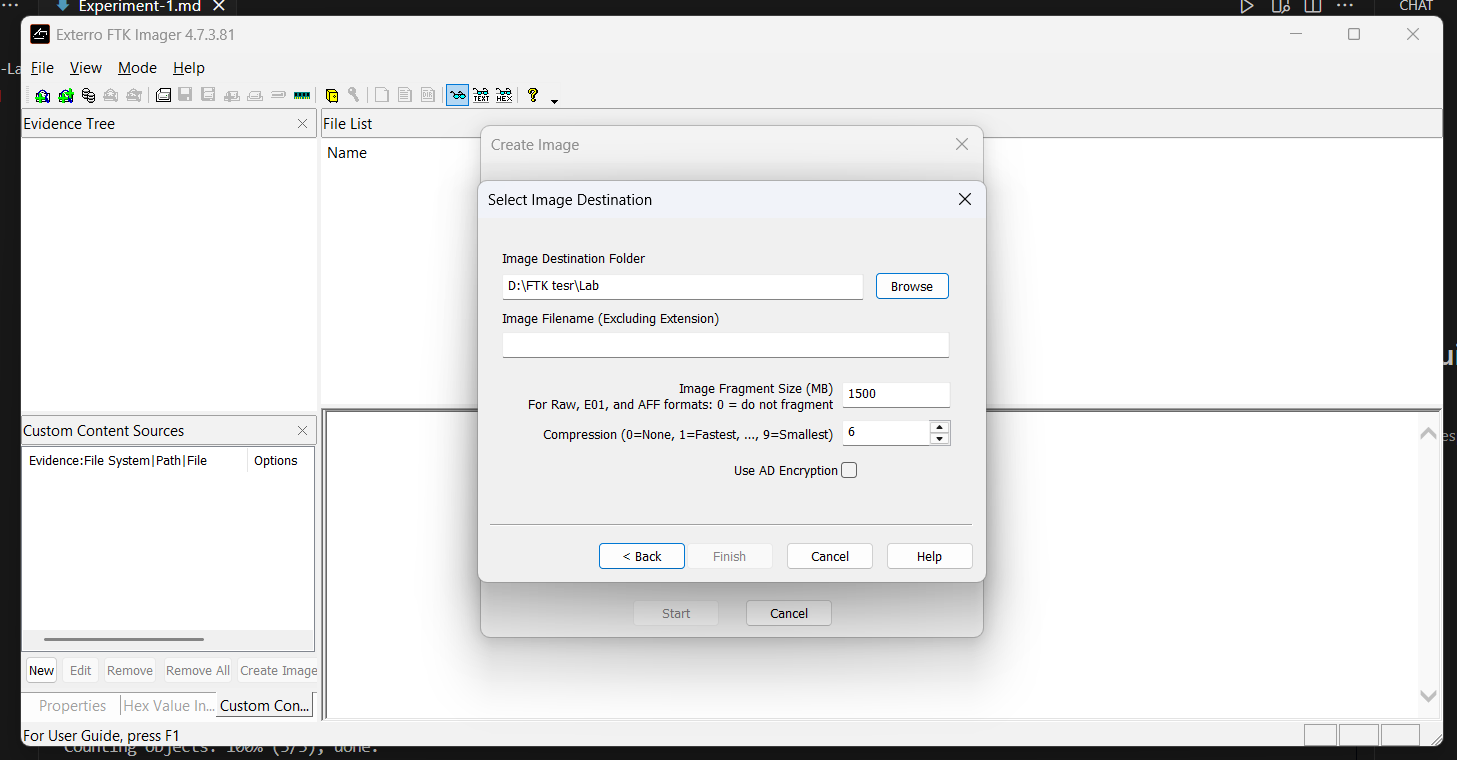 Experiment-1.md
CHAT
Exterro FTK Imager 4.7.3.81
File View Mode Help
TEXT HEX
Evidence Tree
File List
Name
Create Image
Select Image Destination
Image Destination Folder
D:\FTK tesr\Lab
Browse
Image Filename (Excluding Extension)
Image Fragment Size (MB)
1500
For Raw, E01, and AFF formats: 0 = do not fragment
Compression (0=None, 1=Fastest, ..., 9=Smallest)
6
Use AD Encryption
< Back Finish Cancel Help
Start Cancel
Custom Content Sources
Evidence:File System|Path|File Options
New Edit Remove Remove All Create Image
Properties Hex Value In... Custom Con...
For User Guide, press F1
Counting objects: 100% (5/5), done.